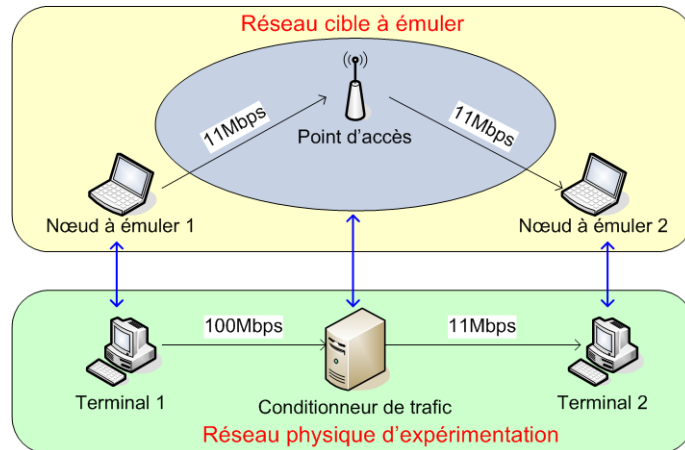 Réseau cible à émuler
11Mbps
11Mbps
Point d'accès
Nœud à émuler 1
Nœud à émuler 2
100Mbps
11Mbps
Terminal 1
Conditionneur de trafic
Terminal 2
Réseau physique d'expérimentation